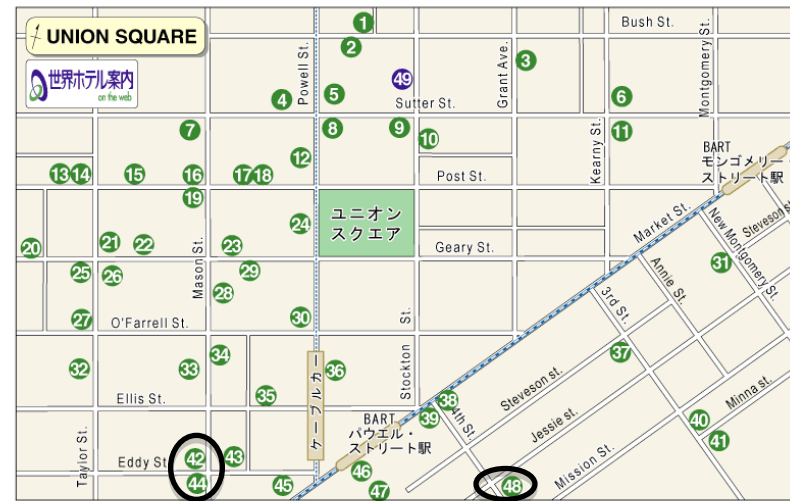 UNION SQUARE
世界ホテル案内
on the web
1
Bush St.
2
3
Powell St.
Grant Ave.
Montgomery St.
49
4
5
Sutter St.
6
7
8
9
10
11
Kearny St.
BART
モンゴメリー・
ストリート駅
12
13 14
15
16
17 18
Post St.
19
ユニオン
スクエア
24
Market St.
New Montgomery St.
Steveson St.
20
21
22
23
Mason St.
Geary St.
31
25
26
29
28
Annie St.
3rd St.
27
O'Farrell St.
30
Stockton St.
32
33
34
36
37
ケーブルカー
Ellis St.
35
38
39
4th St.
Steveson st.
Jessie st.
Minna st.
40
41
BART
パウエル・
ストリート駅
Taylor St.
Eddy St.
42
43
44
45
46
47
48
Mission St.